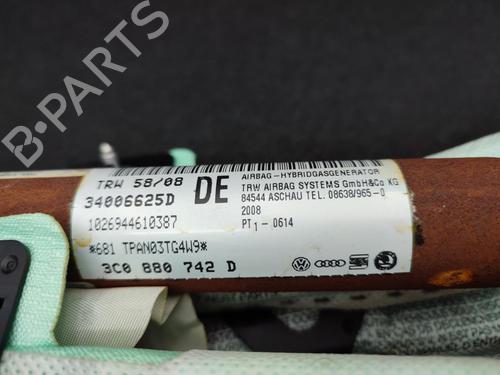 TRW 58/08
DE
34006625D
1026944610387
*681 TPAN03TG4W9*
3C0 880 742 D
AIRBAG-HYBRIDGASGENERATOR
TRW AIRBAG SYSTEMS GmbH&Co KG
84544 ASCHAU TEL. 08638/965-0
2008
PT1-0614
B-PARTS